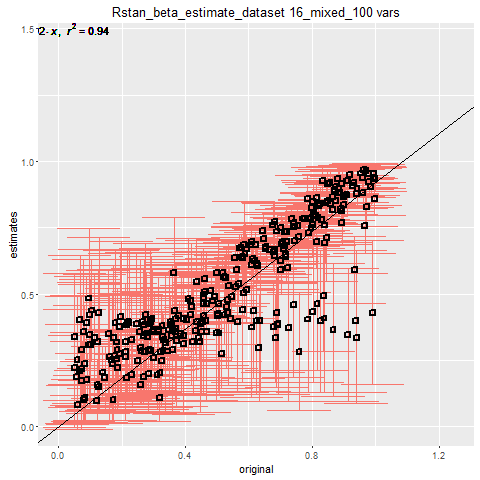 Rstan_beta_estimate_dataset 16_mixed_100 vars
2· x, r² = 0.94
1.5
1.0
0.5
0.0
estimates
0.0 0.4 0.8 1.2
original